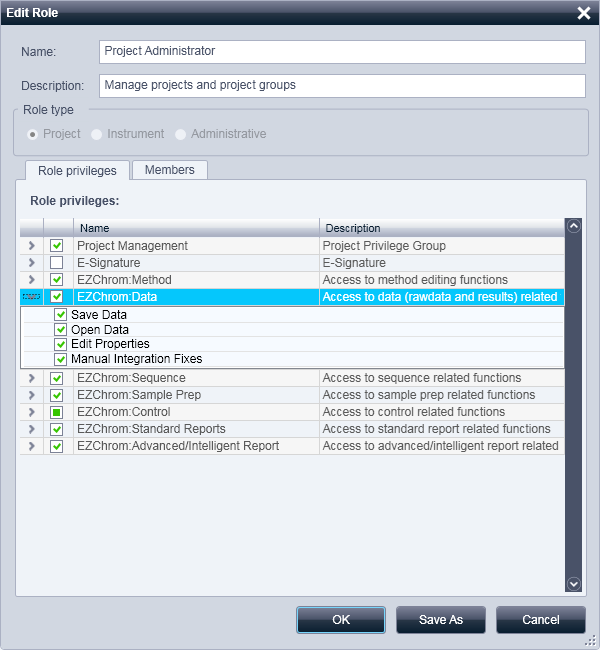 Edit Role
Name: Project Administrator
Description: Manage projects and project groups
Role type
Project Instrument Administrative
Role privileges Members
Role privileges:
Name Description
Project Management Project Privilege Group
E-Signature E-Signature
EZChrom:Method Access to method editing functions
EZChrom:Data Access to data (rawdata and results) related
Save Data
Open Data
Edit Properties
Manual Integration Fixes
EZChrom:Sequence Access to sequence related functions
EZChrom:Sample Prep Access to sample prep related functions
EZChrom:Control Access to control related functions
EZChrom:Standard Reports Access to standard report related functions
EZChrom:Advanced/Intelligent Report Access to advanced/intelligent report related
OK Save As Cancel